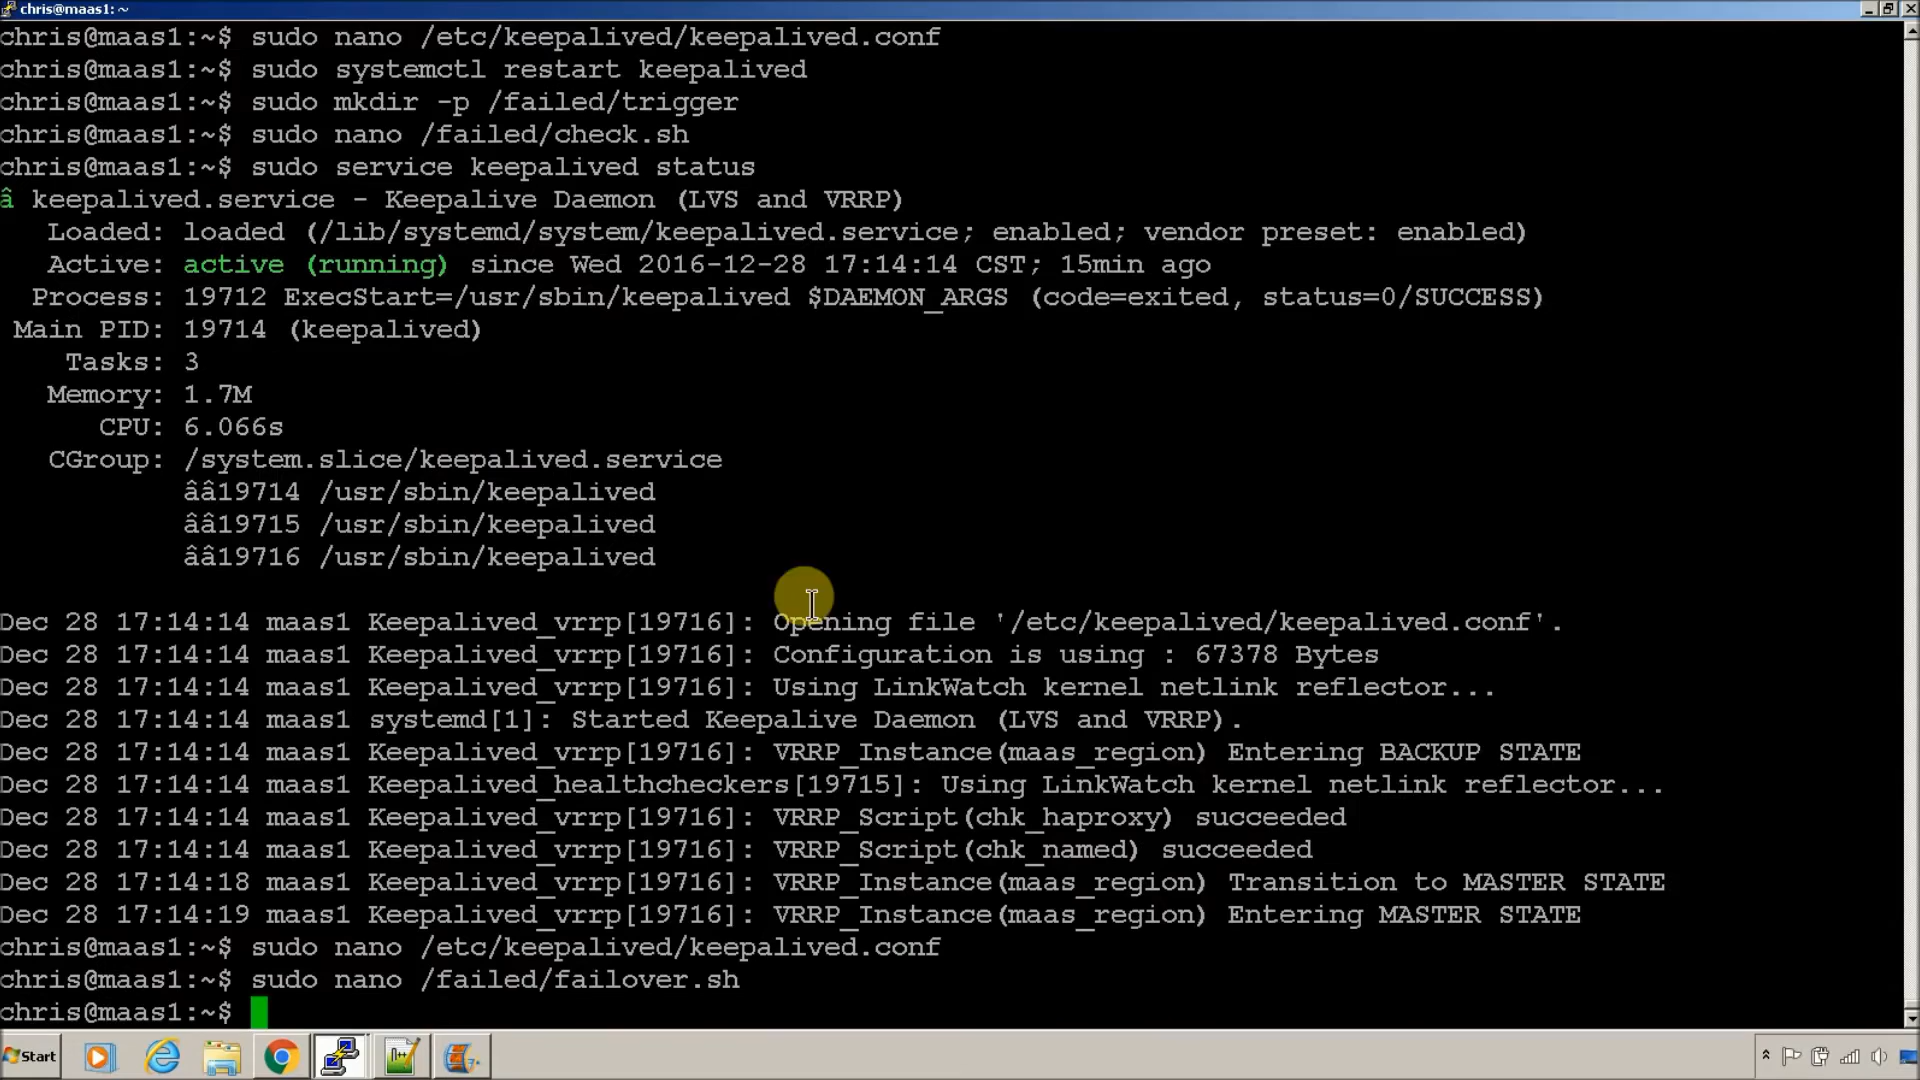 chris@maas1: ~
chris@maas1:~$ sudo nano /etc/keepalived/keepalived.conf
chris@maas1:~$ sudo systemctl restart keepalived
chris@maas1:~$ sudo mkdir -p /failed/trigger
chris@maas1:~$ sudo nano /failed/check.sh
chris@maas1:~$ sudo service keepalived status
â keepalived.service - Keepalive Daemon (LVS and VRRP)
Loaded: loaded (/lib/systemd/system/keepalived.service; enabled; vendor preset: enabled)
Active: active (running) since Wed 2016-12-28 17:14:14 CST; 15min ago
Process: 19712 ExecStart=/usr/sbin/keepalived $DAEMON_ARGS (code=exited, status=0/SUCCESS)
Main PID: 19714 (keepalived)
Tasks: 3
Memory: 1.7M
CPU: 6.066s
CGroup: /system.slice/keepalived.service
ââ19714 /usr/sbin/keepalived
ââ19715 /usr/sbin/keepalived
ââ19716 /usr/sbin/keepalived
Dec 28 17:14:14 maas1 Keepalived_vrrp[19716]: Opening file '/etc/keepalived/keepalived.conf'.
Dec 28 17:14:14 maas1 Keepalived_vrrp[19716]: Configuration is using : 67378 Bytes
Dec 28 17:14:14 maas1 Keepalived_vrrp[19716]: Using LinkWatch kernel netlink reflector...
Dec 28 17:14:14 maas1 systemd[1]: Started Keepalive Daemon (LVS and VRRP).
Dec 28 17:14:14 maas1 Keepalived_vrrp[19716]: VRRP_Instance(maas_region) Entering BACKUP STATE
Dec 28 17:14:14 maas1 Keepalived_healthcheckers[19715]: Using LinkWatch kernel netlink reflector...
Dec 28 17:14:14 maas1 Keepalived_vrrp[19716]: VRRP_Script(chk_haproxy) succeeded
Dec 28 17:14:14 maas1 Keepalived_vrrp[19716]: VRRP_Script(chk_named) succeeded
Dec 28 17:14:18 maas1 Keepalived_vrrp[19716]: VRRP_Instance(maas_region) Transition to MASTER STATE
Dec 28 17:14:19 maas1 Keepalived_vrrp[19716]: VRRP_Instance(maas_region) Entering MASTER STATE
chris@maas1:~$ sudo nano /etc/keepalived/keepalived.conf
chris@maas1:~$ sudo nano /failed/failover.sh
chris@maas1:~$
Start